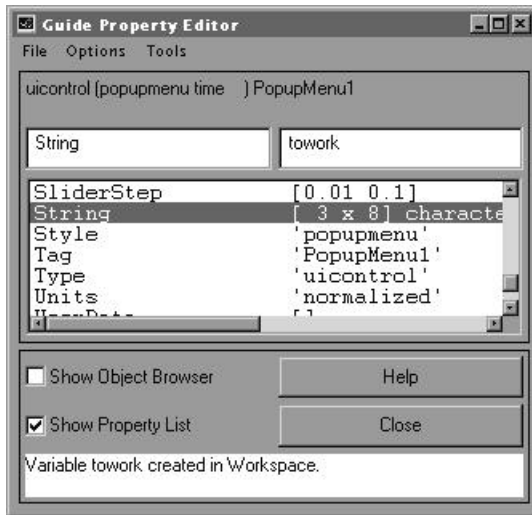 Guide Property Editor
File Options Tools
uicontrol (popupmenu time ) PopupMenu1
String towork
SliderStep [0.01 0.1]
String [ 3 x 8] characte
Style 'popupmenu'
Tag 'PopupMenu1'
Type 'uicontrol'
Units 'normalized'
UserData [ ]
Show Object Browser Help
Show Property List Close
Variable towork created in Workspace.